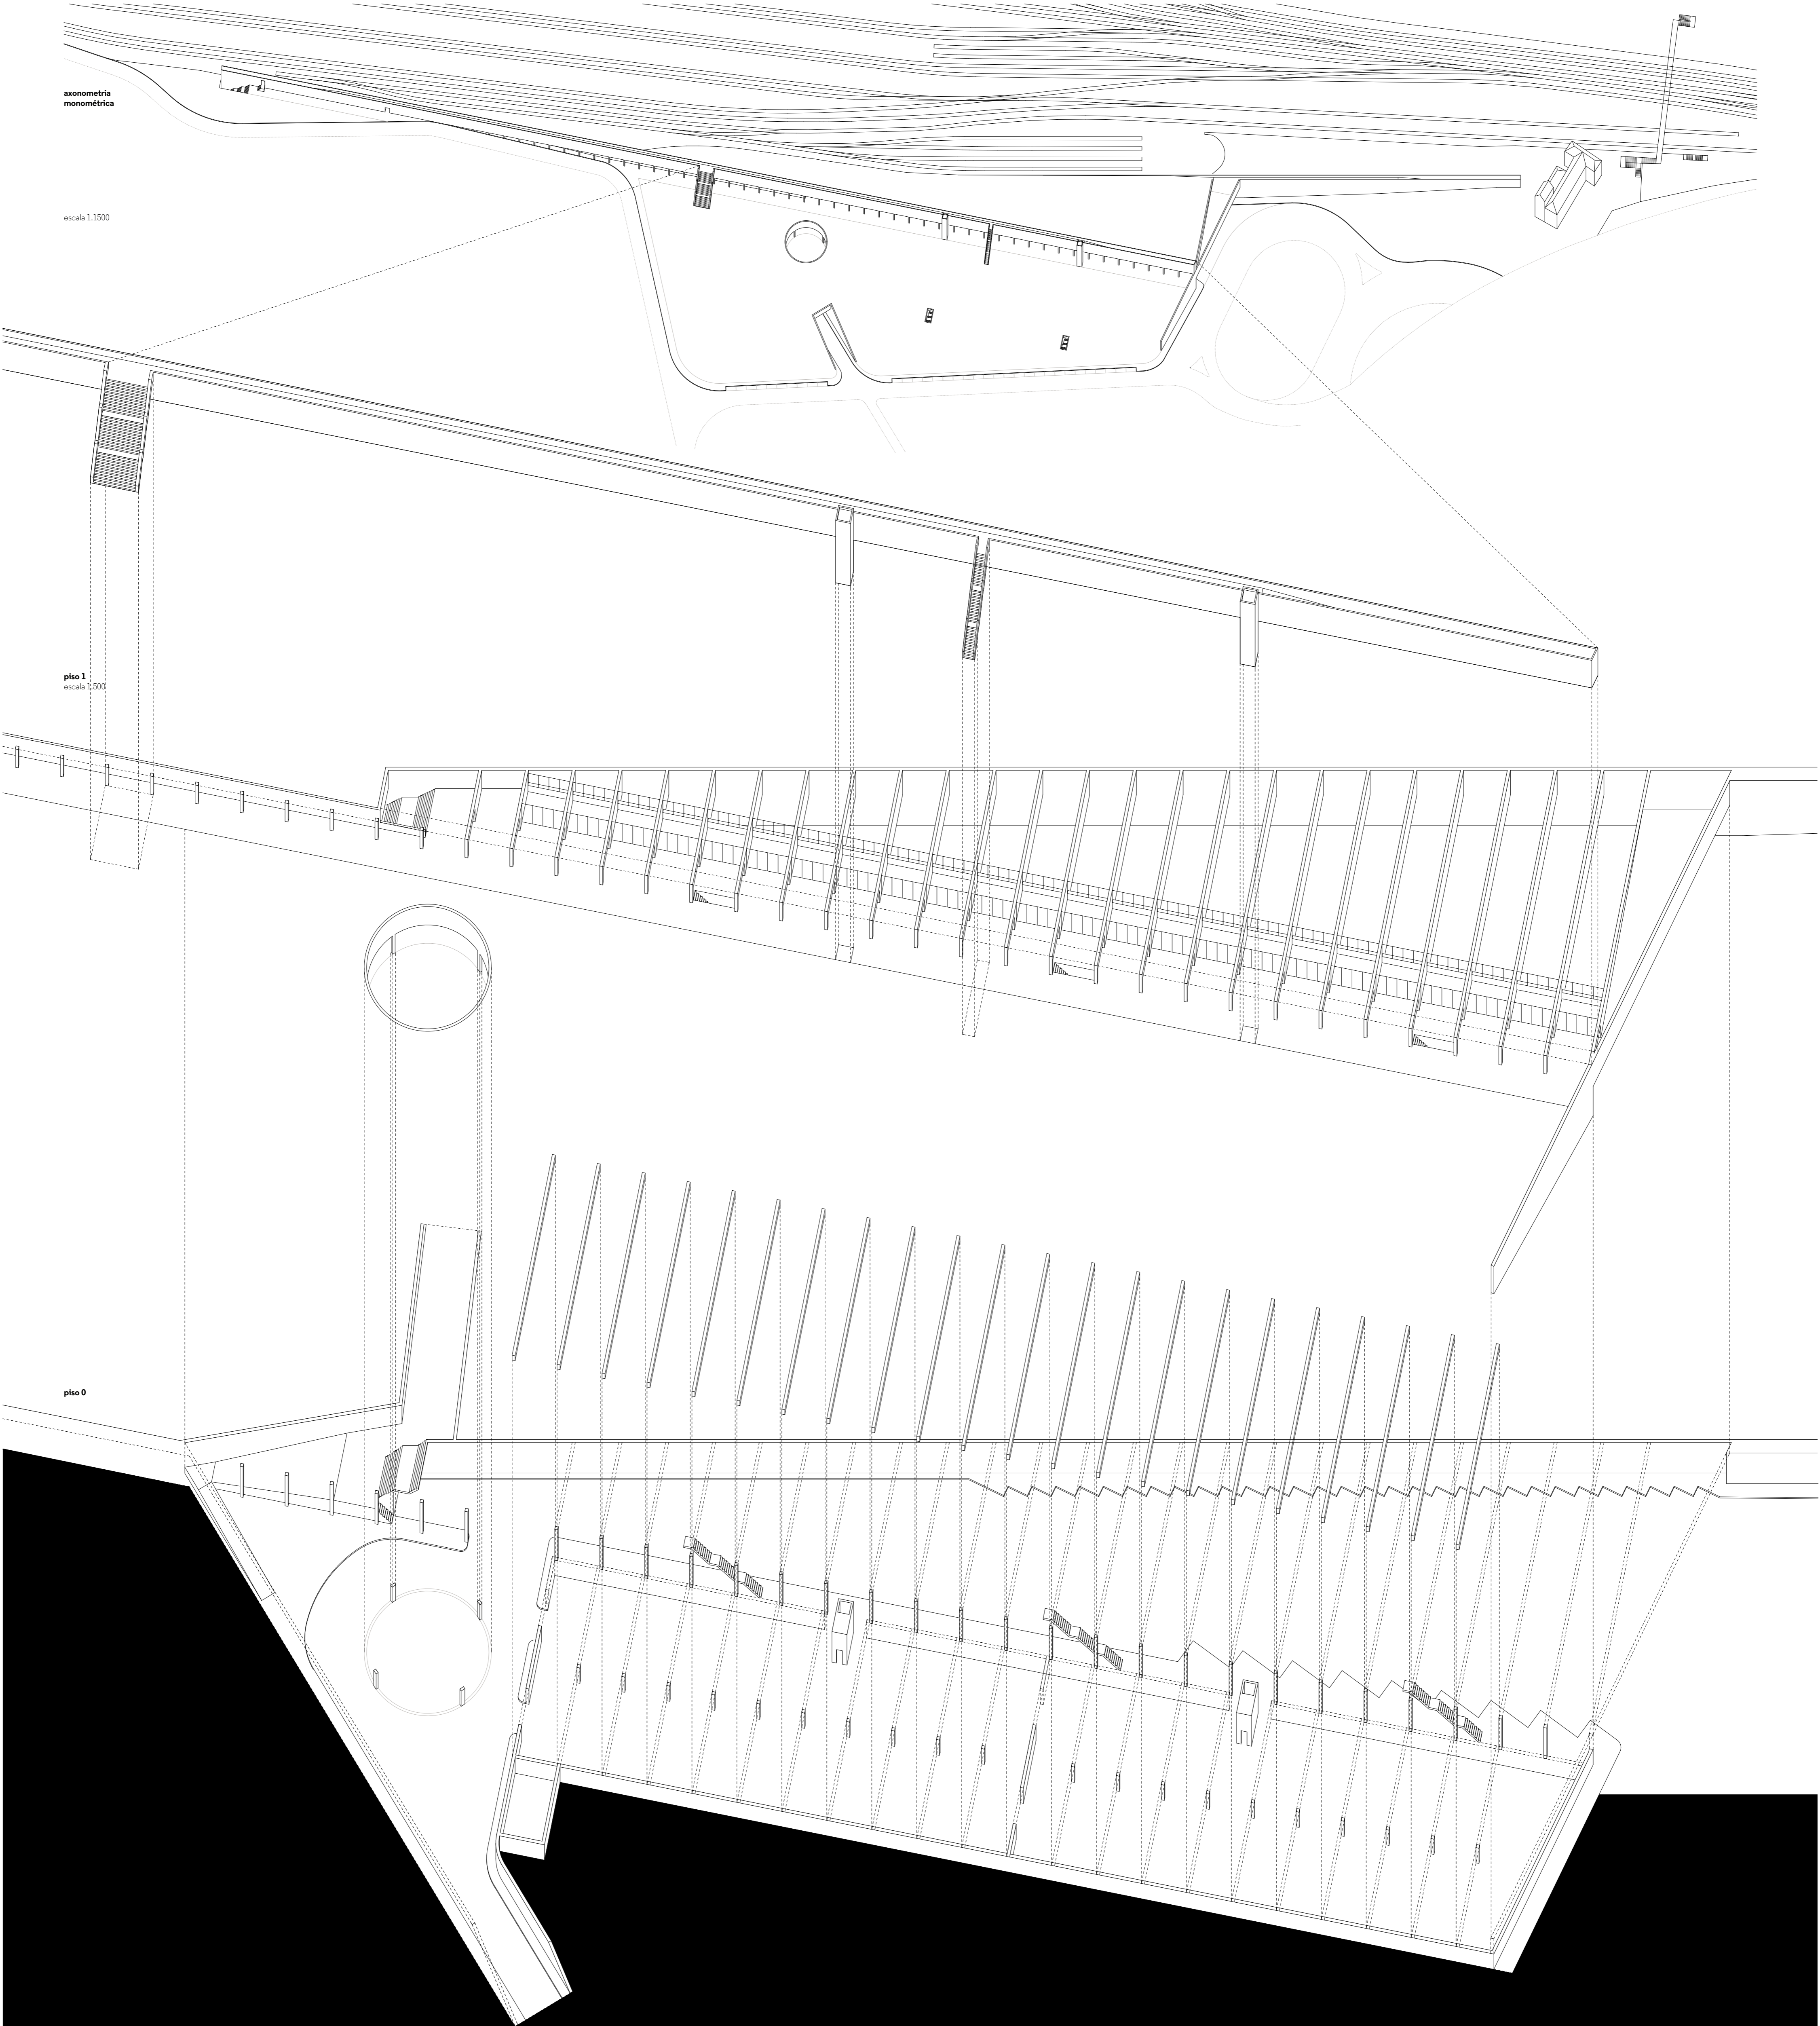 axonometria
monométrica
escala 1.1500
piso 1
escala 1.500
piso 0